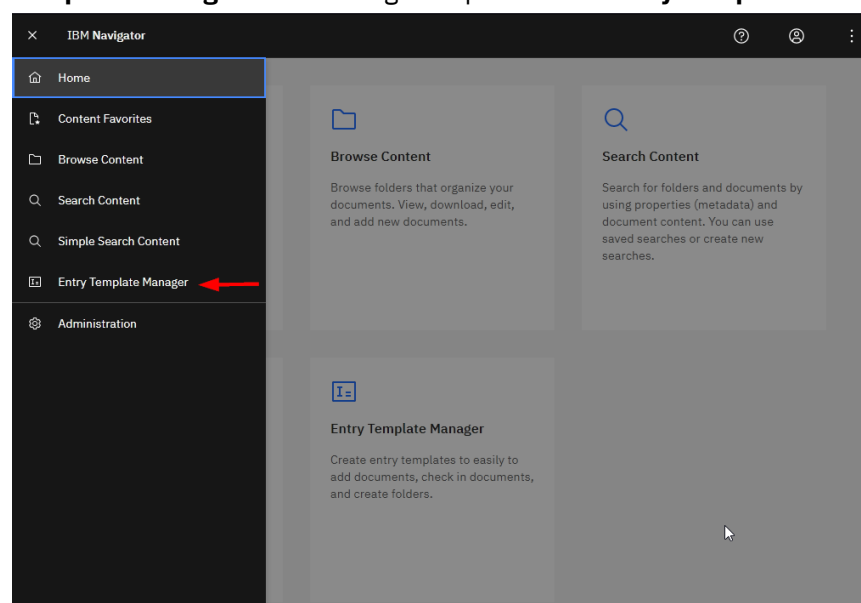 IBM Navigator
Home
Content Favorites
Browse Content
Search Content
Simple Search Content
Entry Template Manager
Administration
Browse Content
Browse folders that organize your
documents. View, download, edit,
and add new documents.
Search Content
Search for folders and documents by
using properties (metadata) and
document content. You can use
saved searches or create new
searches.
Entry Template Manager
Create entry templates to easily to
add documents, check in documents,
and create folders.